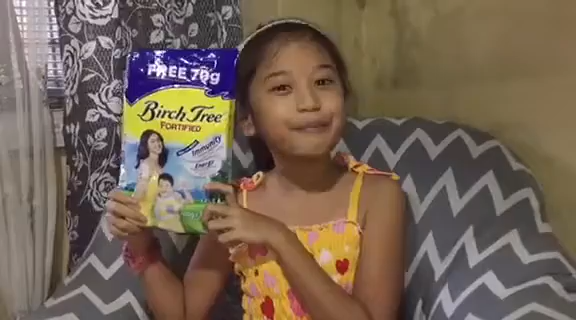 FREE 70g
Birch Tree
FORTIFIED
Immunity
Energy